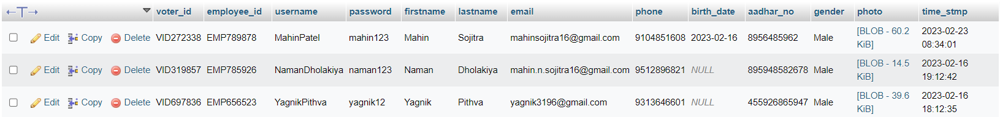 voter_id employee_id username password firstname lastname email phone birth_date aadhar_no gender photo time_stmp
Edit Copy Delete VID272338 EMP789878 MahinPatel mahin123 Mahin Sojitra mahinsojitra16@gmail.com 9104851608 2023-02-16 8956485962 Male [BLOB - 60.2 KiB] 2023-02-23 08:34:01
Edit Copy Delete VID319857 EMP785926 NamanDholakiya naman123 Naman Dholakiya mahin.n.sojitra16@gmail.com 9512896821 NULL 895948582678 Male [BLOB - 14.5 KiB] 2023-02-16 19:12:42
Edit Copy Delete VID697836 EMP656523 YagnikPithva yagnik12 Yagnik Pithva yagnik3196@gmail.com 9313646601 NULL 455926865947 Male [BLOB - 39.6 KiB] 2023-02-16 18:12:35